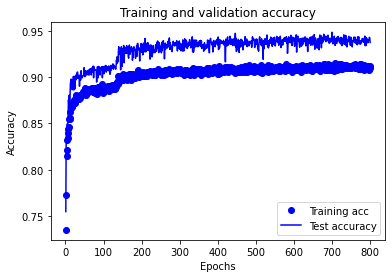 Training and validation accuracy
0.95
0.90
0.85
0.80
0.75
Accuracy
0 100 200 300 400 500 600 700 800
Epochs
Training acc
Test accuracy